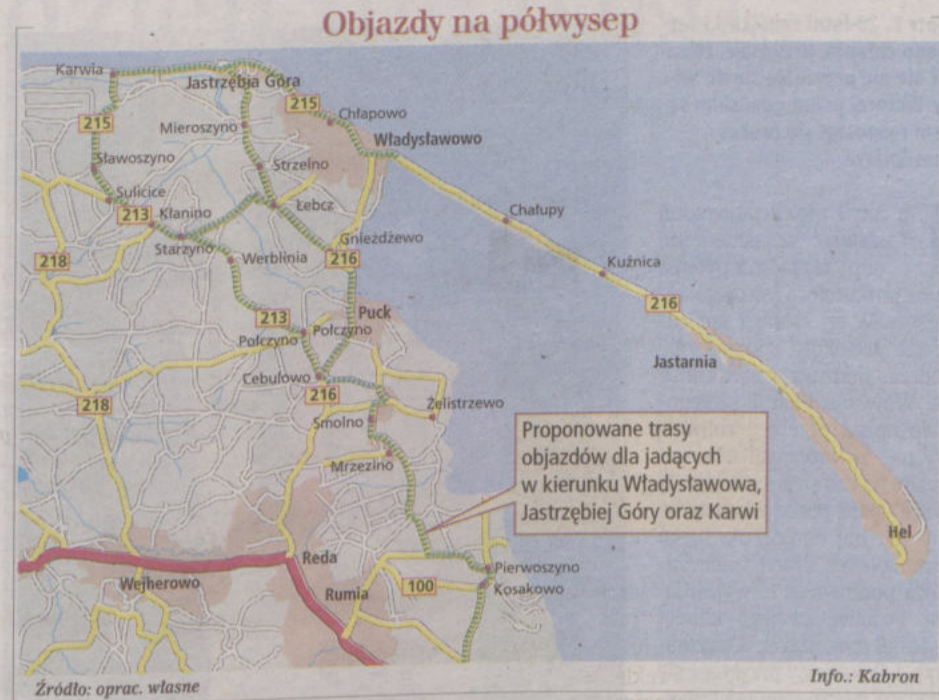 Objazdy na półwysep
Karwia
Jastrzębia Góra
215
Chłapowo
215
Mieroszyno
Władysławowo
Sławoszyno
Strzelno
Sulicice
213
Kłanino
Łebcz
Chałupy
Starzyno
Gnieżdżewo
218
Werblinia
216
Kuźnica
216
213
Puck
Połczyno
Połczyno
Jastarnia
Cebulowo
216
218
Żelistrzewo
Smolno
Proponowane trasy
objazdów dla jadących
w kierunku Władysławowa,
Jastrzębiej Góry oraz Karwi
Mrzezino
Hel
Reda
Pierwoszyno
Wejherowo
Rumia
100
Kosakowo
Źródło: oprac. własne
Info.: Kabron